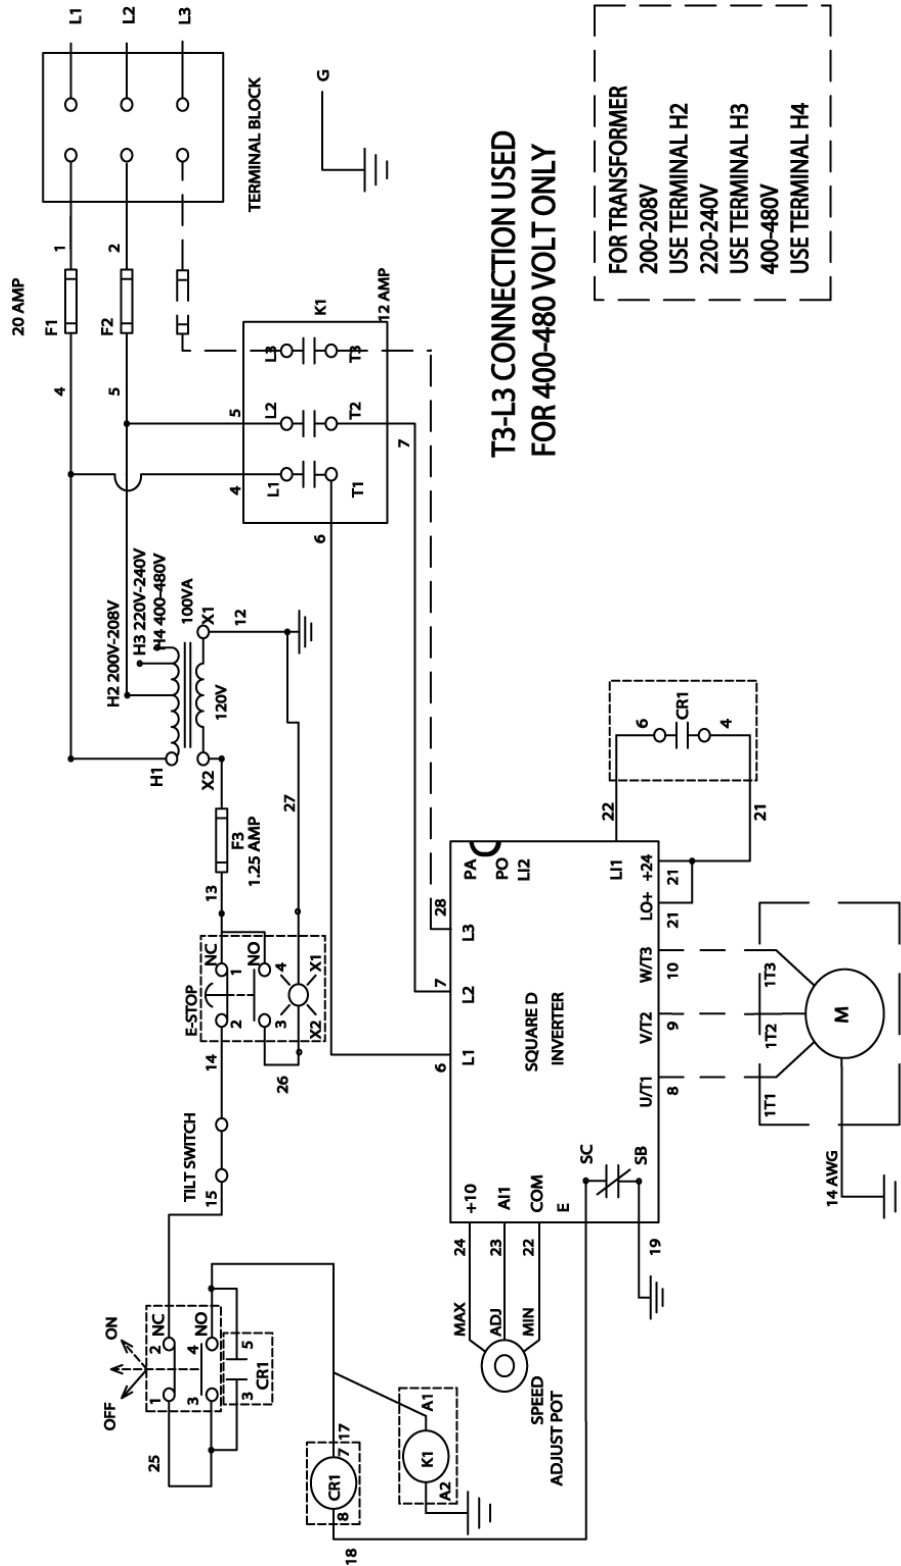 L1
L2
L3
TERMINAL BLOCK
G
20 AMP
1
2
F1
F2
4
5
12 AMP
K1
5
4
L3
T3
L2
T2
L1
T1
7
6
T3-L3 CONNECTION USED
FOR 400-480 VOLT ONLY
FOR TRANSFORMER
200-208V
USE TERMINAL H2
220-240V
USE TERMINAL H3
400-480V
USE TERMINAL H4
H2 200V-208V
H3 220V-240V
H4 400-480V
100VA
X1
12
H1
X2
120V
F3
1.25 AMP
27
13
E-STOP
NC
1
2
NO
4
3
X1
X2
14
26
TILT SWITCH
15
OFF
ON
NC
2
1
NO
4
3
25
5
3
CR1
CR1
7
17
8
18
K1
A1
A2
SQUARE D
INVERTER
PA
PO
LI2
28
L3
7
L2
6
L1
LI1
+24
LO+
22
21
21
21
6
CR1
4
W/T3
10
V/T2
9
U/T1
8
1T3
1T2
1T1
M
14 AWG
+10
AI1
COM
E
24
23
22
MAX
ADJ
MIN
SPEED
ADJUST POT
SC
SB
19